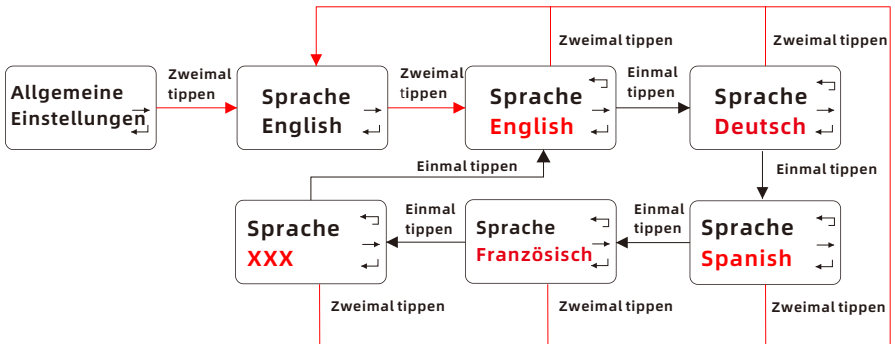 Zweimal tippen
Zweimal tippen
Allgemeine
Einstellungen
Zweimal
tippen
Sprache
English
Zweimal
tippen
Sprache
English
Einmal
tippen
Sprache
Deutsch
Einmal tippen
Einmal tippen
Sprache
XXX
Einmal
tippen
Sprache
Französisch
Einmal
tippen
Sprache
Spanish
Zweimal tippen
Zweimal tippen
Zweimal tippen